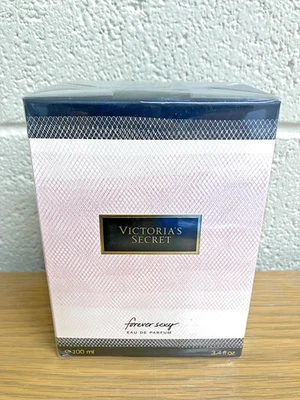 VICTORIA'S
SECRET
forever sexy
EAU DE PARFUM
℮ 100 ml
3.4 fl oz